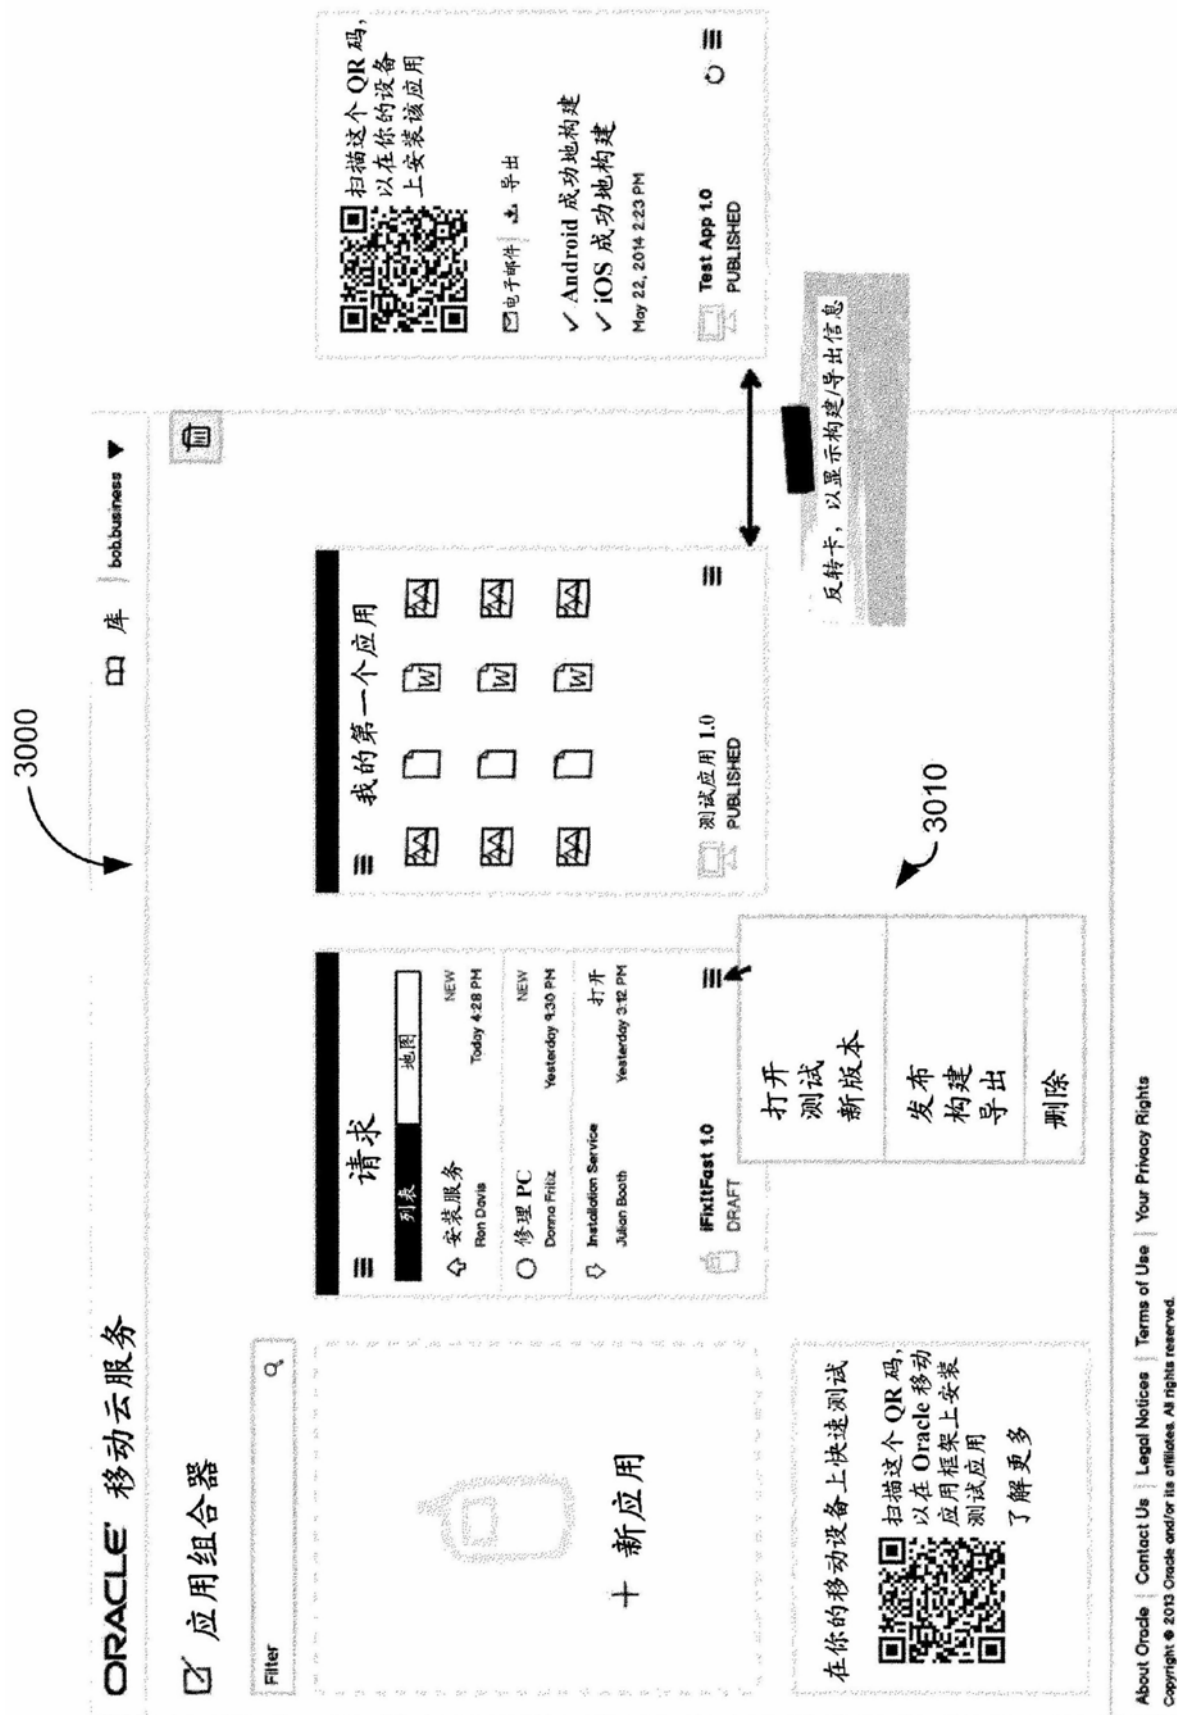 3000
ORACLE' 移动云服务
库
bob.business
应用组合器
Filter
新应用
请求
列表
地图
安装服务
NEW
Ron Davis
Today 4:28 PM
修理 PC
NEW
Donna Fritiz
Yesterday 9:30 PM
Installation Service
打开
Julian Booth
Yesterday 3:12 PM
iFixItFast 1.0
DRAFT
打开
测试
新版本
发布
构建
导出
删除
3010
我的第一个应用
测试应用 1.0
PUBLISHED
扫描这个 QR 码,
以在你的设备
上安装该应用
电子邮件
导出
✓ Android 成功地构建
✓ iOS 成功地构建
May 22, 2014 2:23 PM
Test App 1.0
PUBLISHED
反转卡，以显示构建/导出信息
在你的移动设备上快速测试
扫描这个 QR 码,
以在 Oracle 移动
应用框架上安装
测试应用
了解更多
About Oracle | Contact Us | Legal Notices | Terms of Use | Your Privacy Rights
Copyright © 2013 Oracle and/or its affiliates. All rights reserved.